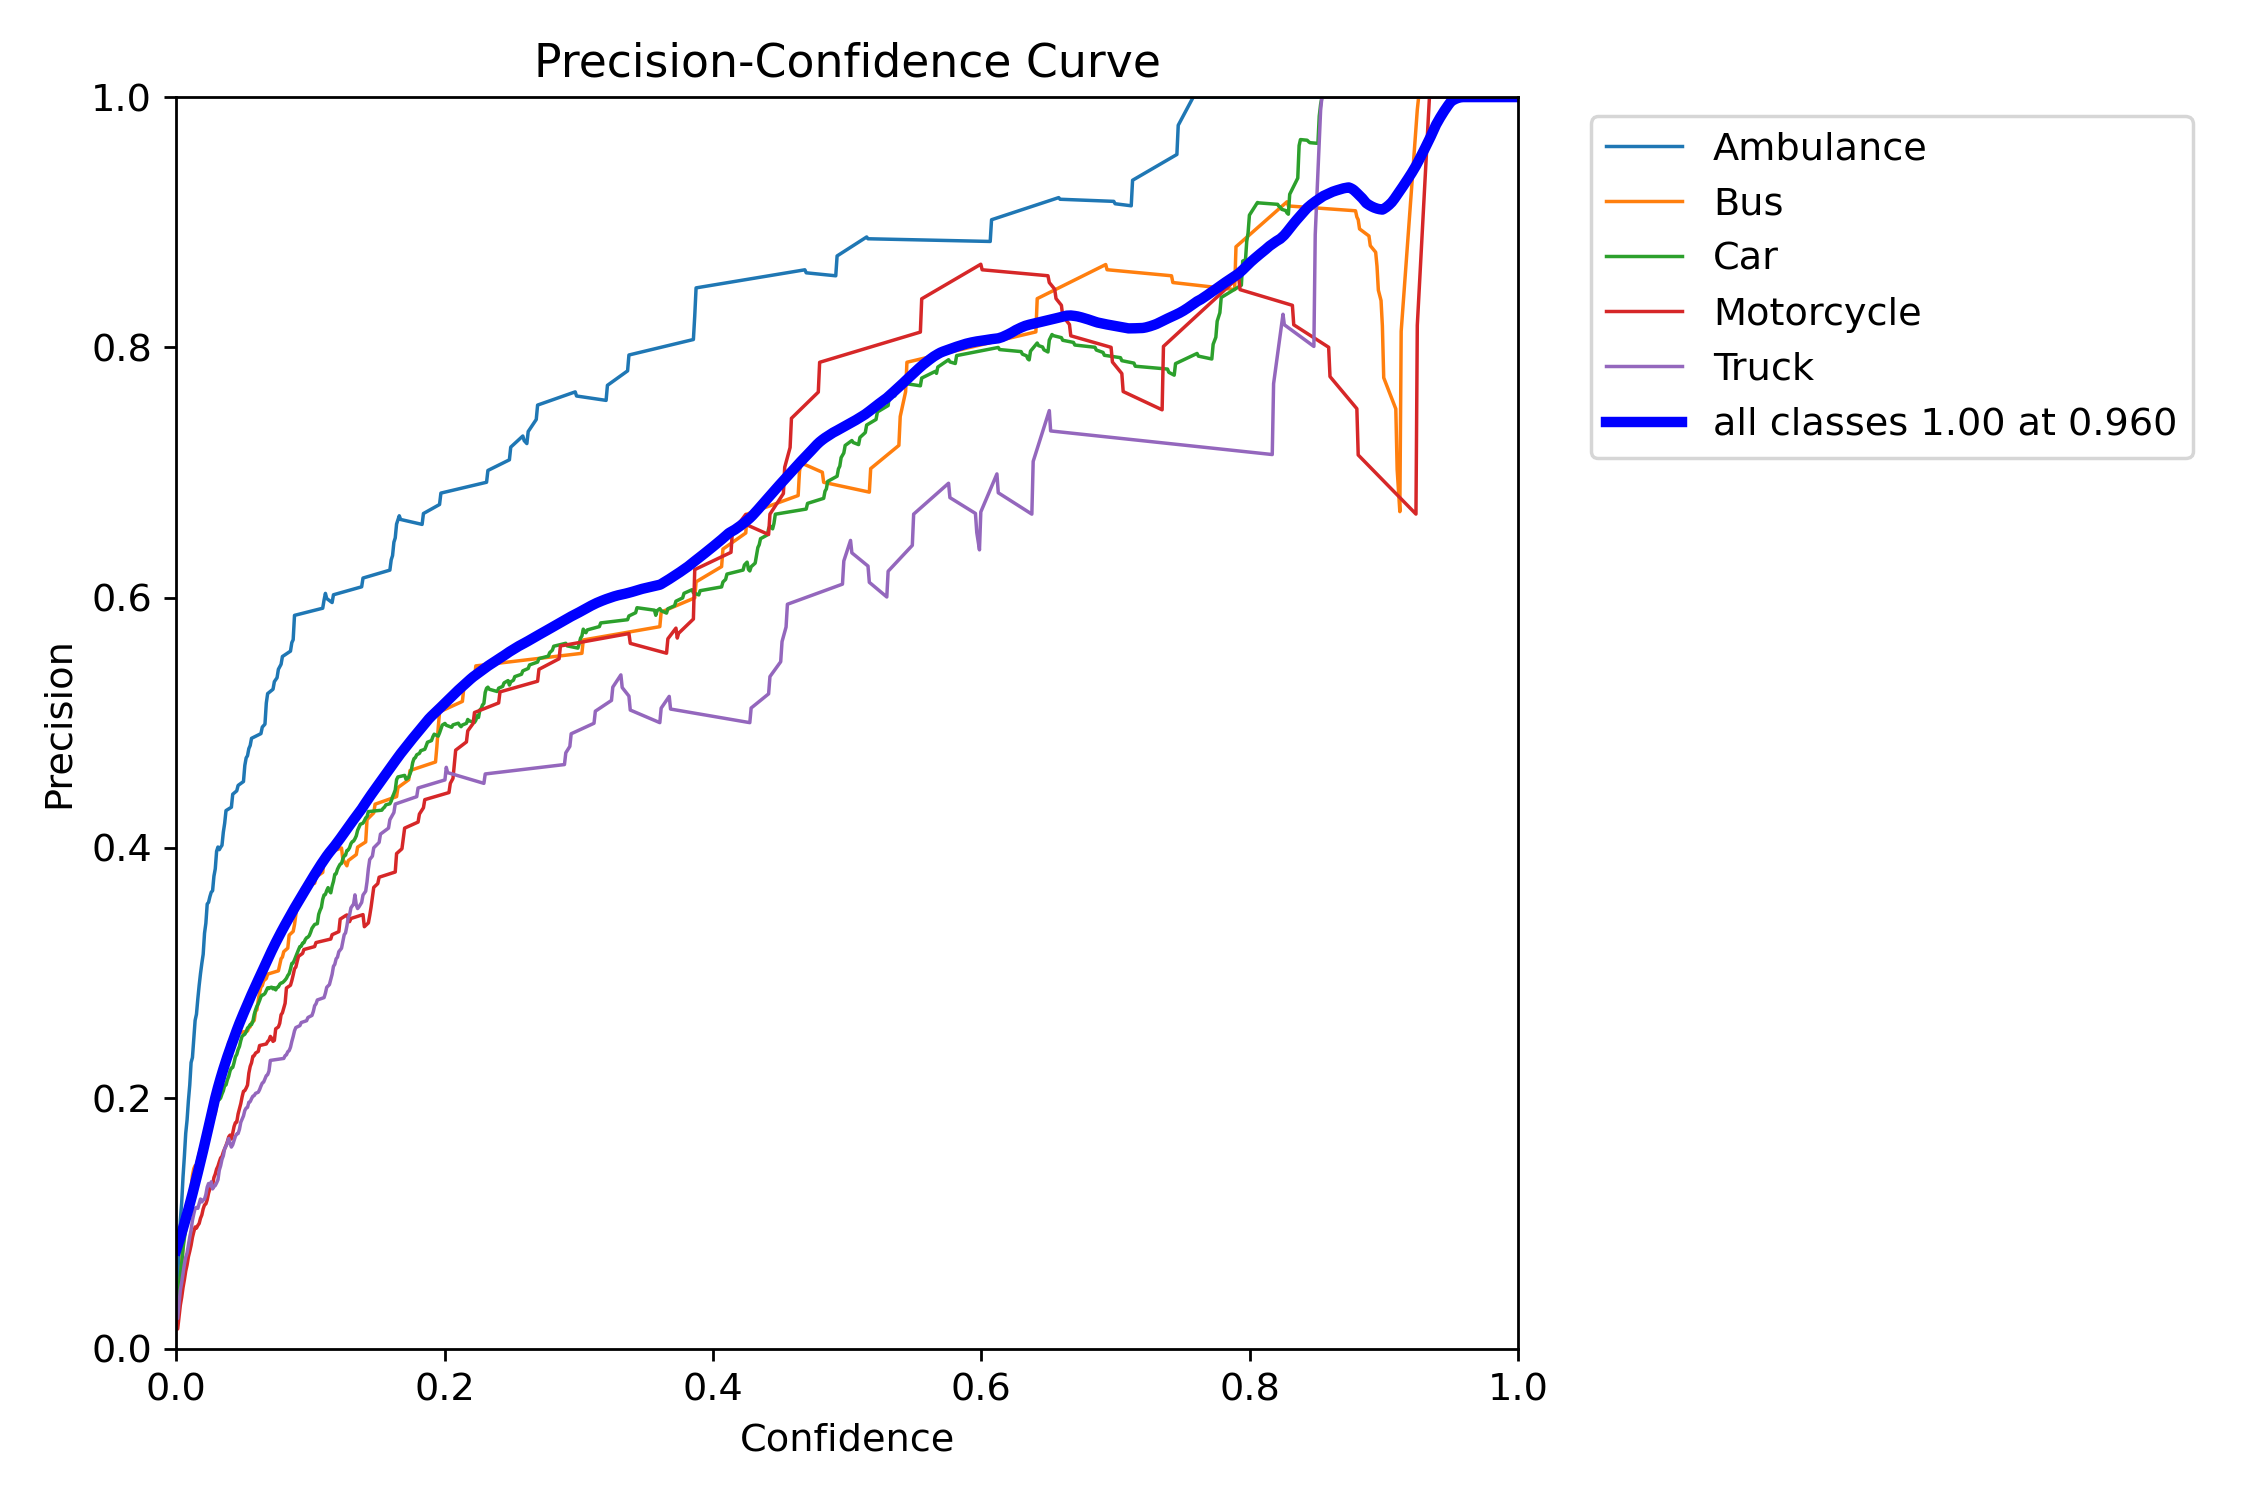 Precision-Confidence Curve
1.0
0.8
0.6
0.4
0.2
0.0
Precision
0.0 0.2 0.4 0.6 0.8 1.0
Confidence
Ambulance
Bus
Car
Motorcycle
Truck
all classes 1.00 at 0.960